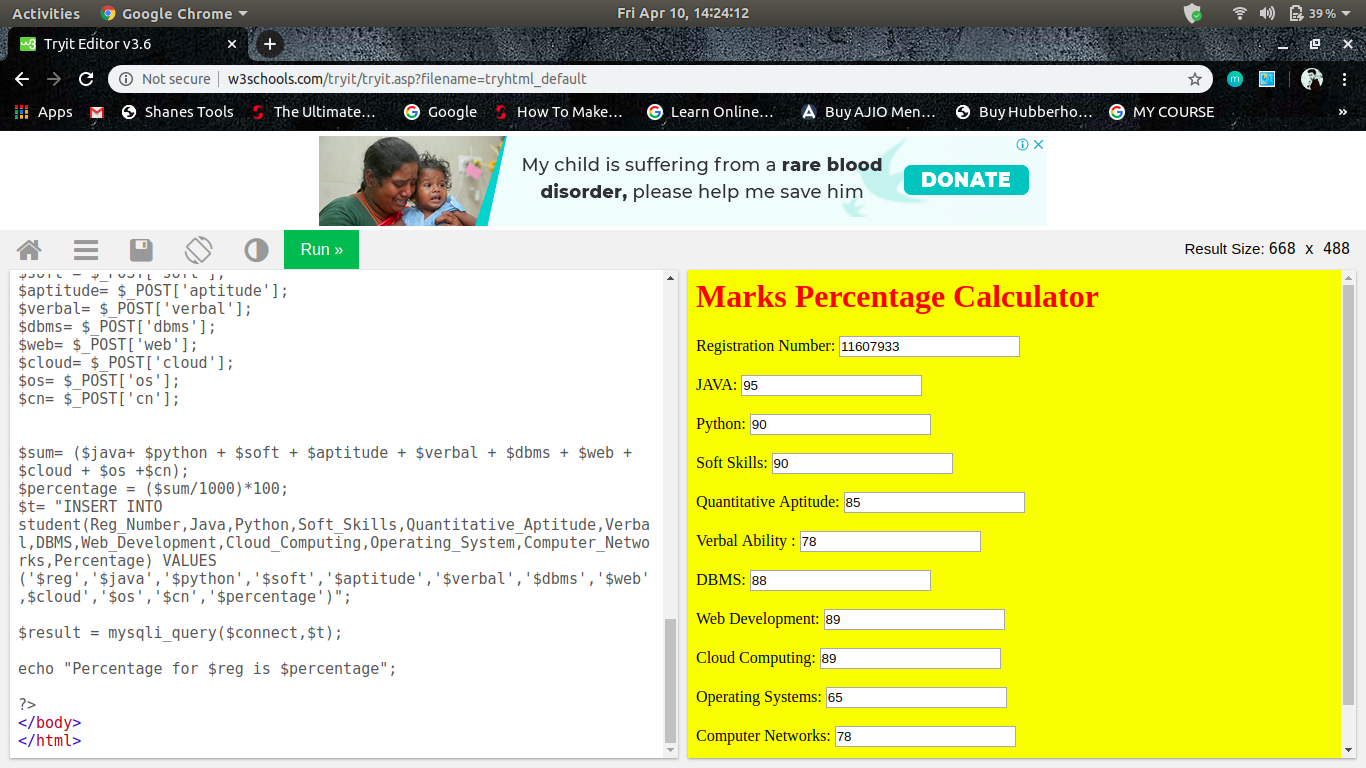 Activities Google Chrome Fri Apr 10, 14:24:12 39 %
Tryit Editor v3.6
Not secure w3schools.com/tryit/tryit.asp?filename=tryhtml_default
Apps Shanes Tools The Ultimate… Google How To Make… Learn Online… Buy AJIO Men… Buy Hubberho… MY COURSE »
My child is suffering from a rare blood
disorder, please help me save him
DONATE
Run »
Result Size: 668 x 488
$soft = $_POST['soft'];
$aptitude= $_POST['aptitude'];
$verbal= $_POST['verbal'];
$dbms= $_POST['dbms'];
$web= $_POST['web'];
$cloud= $_POST['cloud'];
$os= $_POST['os'];
$cn= $_POST['cn'];
$sum= ($java+ $python + $soft + $aptitude + $verbal + $dbms + $web +
$cloud + $os +$cn);
$percentage = ($sum/1000)*100;
$t= "INSERT INTO
student(Reg_Number,Java,Python,Soft_Skills,Quantitative_Aptitude,Verba
l,DBMS,Web_Development,Cloud_Computing,Operating_System,Computer_Netwo
rks,Percentage) VALUES
('$reg','$java','$python','$soft','$aptitude','$verbal','$dbms','$web'
,$cloud','$os','$cn','$percentage')";
$result = mysqli_query($connect,$t);
echo "Percentage for $reg is $percentage";
?>
</body>
</html>
Marks Percentage Calculator
Registration Number: 11607933
JAVA: 95
Python: 90
Soft Skills: 90
Quantitative Aptitude: 85
Verbal Ability : 78
DBMS: 88
Web Development: 89
Cloud Computing: 89
Operating Systems: 65
Computer Networks: 78